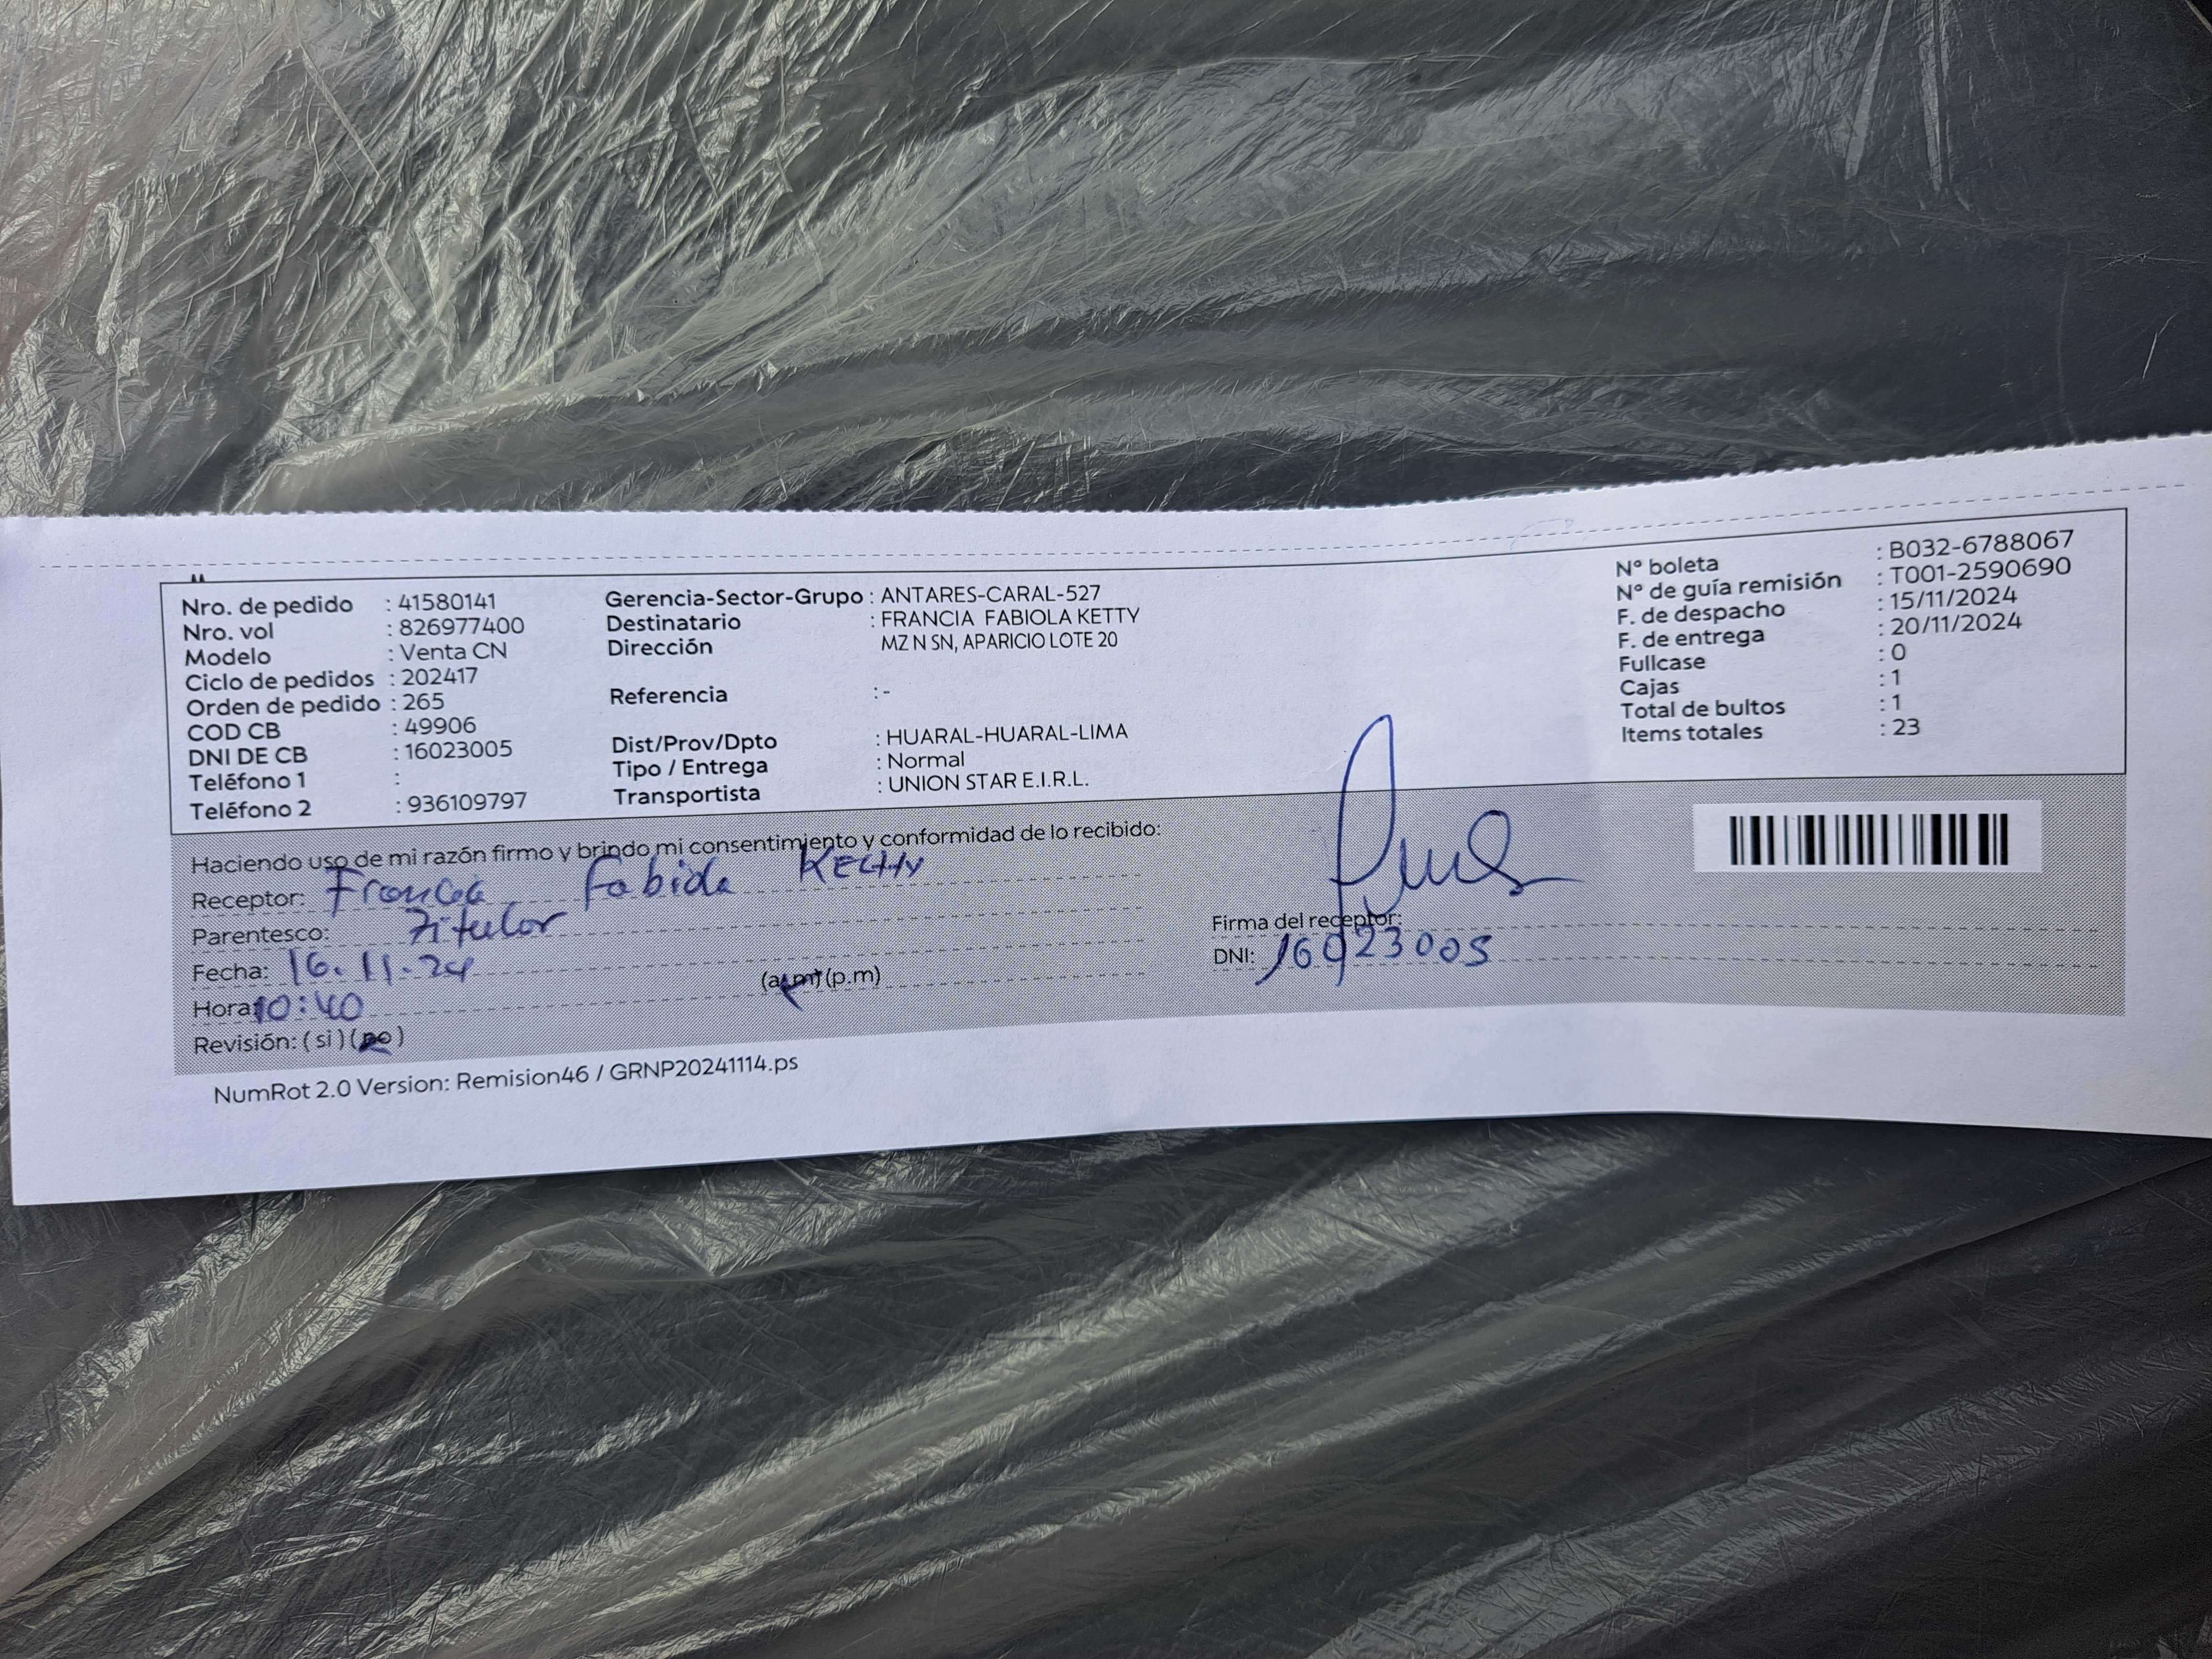 Nro. de pedido : 41580141
Nro. vol : 826977400
Modelo : Venta CN
Ciclo de pedidos : 202417
Orden de pedido : 265
COD CB : 49906
DNI DE CB : 16023005
Teléfono 1 :
Teléfono 2 : 936109797
Gerencia-Sector-Grupo : ANTARES-CARAL-527
Destinatario : FRANCIA FABIOLA KETTY
Dirección MZ N SN, APARICIO LOTE 20
Referencia : -
Dist/Prov/Dpto : HUARAL-HUARAL-LIMA
Tipo / Entrega : Normal
Transportista : UNION STAR E.I.R.L.
Nº boleta : B032-6788067
Nº de guía remisión : T001-2590690
F. de despacho : 15/11/2024
F. de entrega : 20/11/2024
Fullcase : 0
Cajas : 1
Total de bultos : 1
Items totales : 23
Haciendo uso de mi razón firmo y brindo mi consentimiento y conformidad de lo recibido:
Receptor: Francia Fabiola Ketty
Parentesco: Titular
Fecha: 16.11.24
Hora: 10:40 (a.m) (p.m)
Revisión: ( si ) ( no )
Firma del receptor:
DNI: 16023005
NumRot 2.0 Version: Remision46 / GRNP20241114.ps